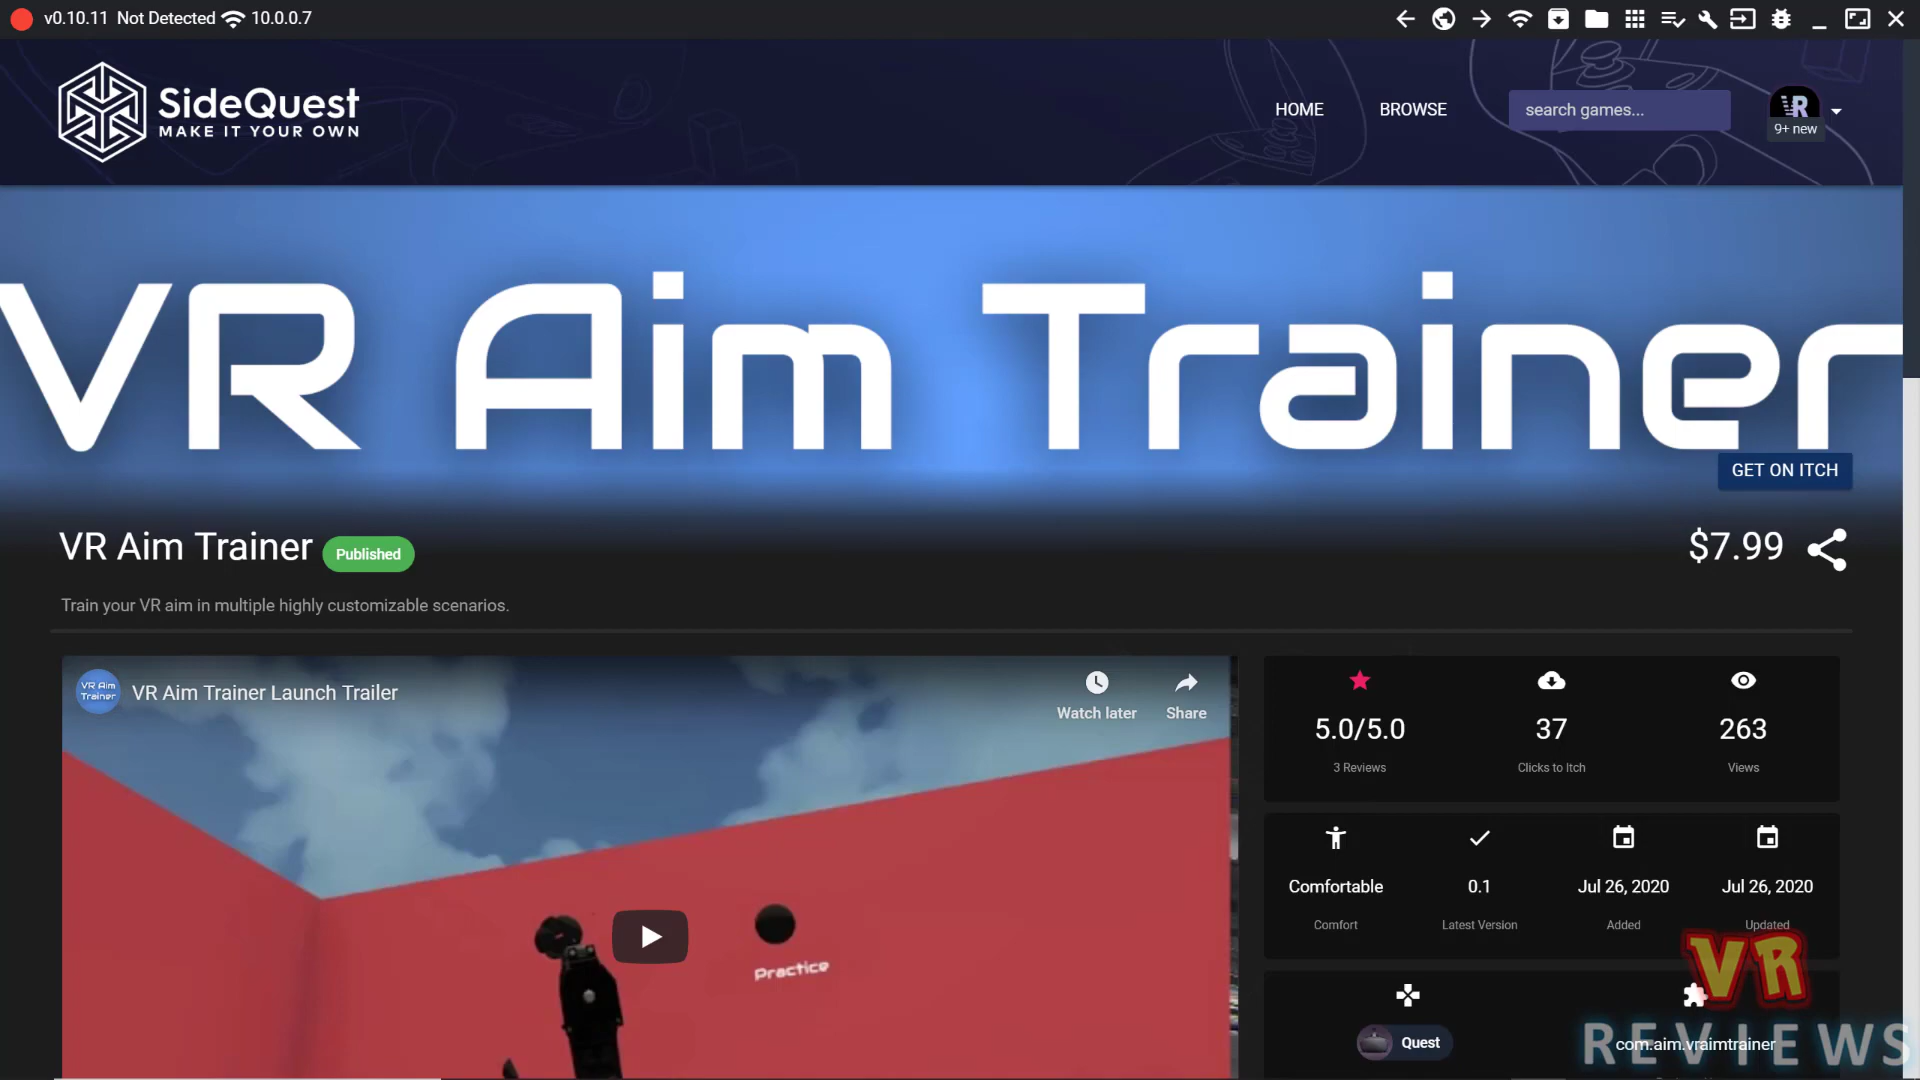 v0.10.11 Not Detected 10.0.0.7
SideQuest
MAKE IT YOUR OWN
HOME
BROWSE
search games...
VR
9+ new
VR Aim Trainer
GET ON ITCH
VR Aim Trainer
Published
$7.99
Train your VR aim in multiple highly customizable scenarios.
VR Aim
Trainer
VR Aim Trainer Launch Trailer
Watch later
Share
Practice
5.0/5.0
37
263
3 Reviews
Clicks to Itch
Views
Comfortable
0.1
Jul 26, 2020
Jul 26, 2020
Comfort
Latest Version
Added
Updated
Quest
com.aim.vraimtrainer
VR
REVIEWS